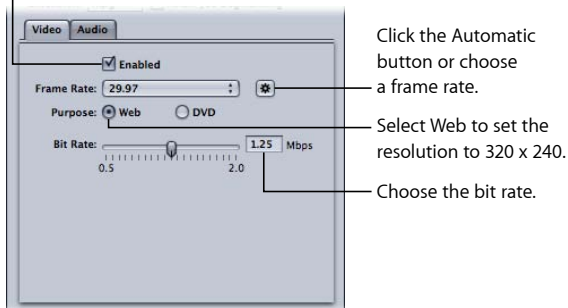 Video Audio
Enabled
Frame Rate: 29.97
Purpose: Web DVD
Bit Rate: 1.25 Mbps
0.5 2.0
Click the Automatic
button or choose
a frame rate.
Select Web to set the
resolution to 320 x 240.
Choose the bit rate.